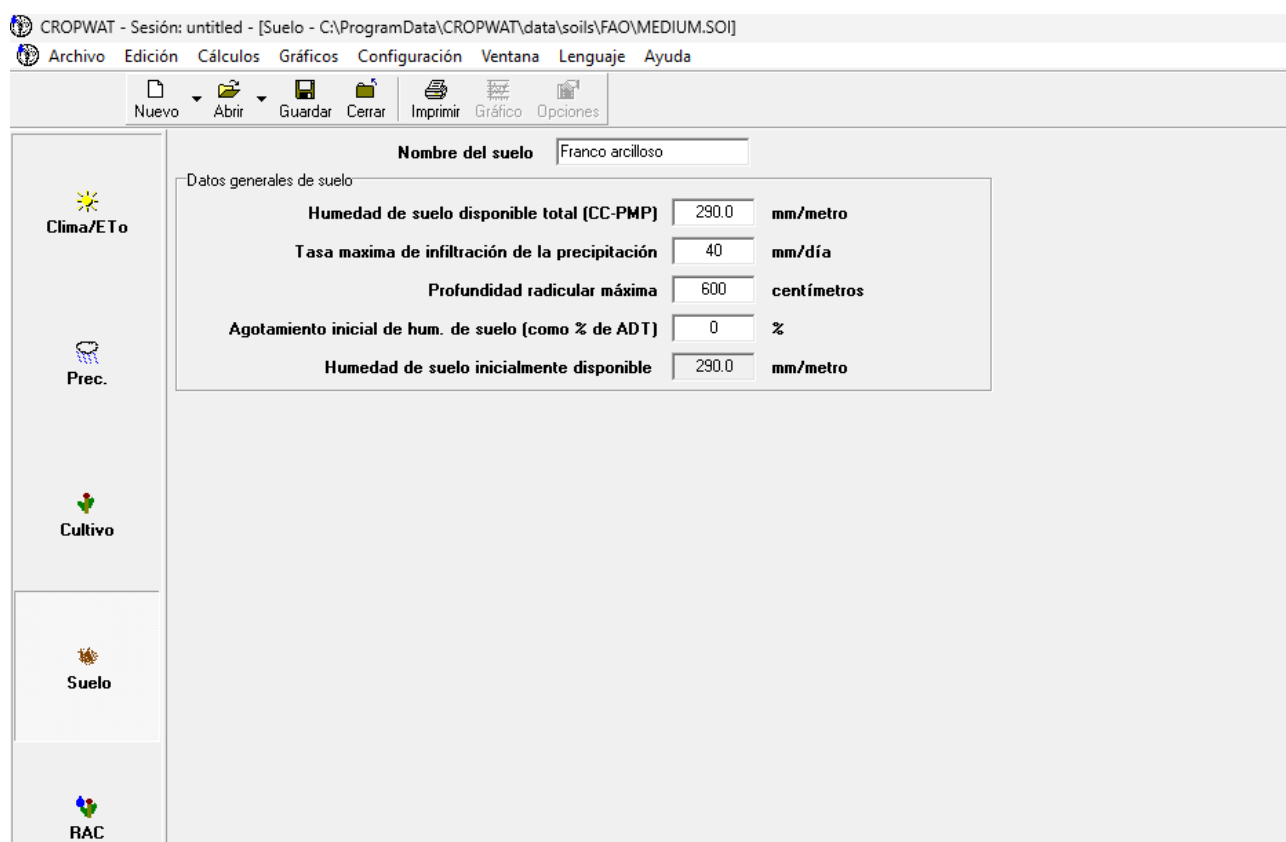 CROPWAT - Sesión: untitled - [Suelo - C:\ProgramData\CROPWAT\data\soils\FAO\MEDIUM.SOI]
Archivo Edición Cálculos Gráficos Configuración Ventana Lenguaje Ayuda
Nuevo Abrir Guardar Cerrar Imprimir Gráfico Opciones
Nombre del suelo Franco arcilloso
Datos generales de suelo
Humedad de suelo disponible total (CC-PMP) 290.0 mm/metro
Tasa maxima de infiltración de la precipitación 40 mm/día
Profundidad radicular máxima 600 centímetros
Agotamiento inicial de hum. de suelo (como % de ADT) 0 %
Humedad de suelo inicialmente disponible 290.0 mm/metro
Clima/ETo
Prec.
Cultivo
Suelo
RAC